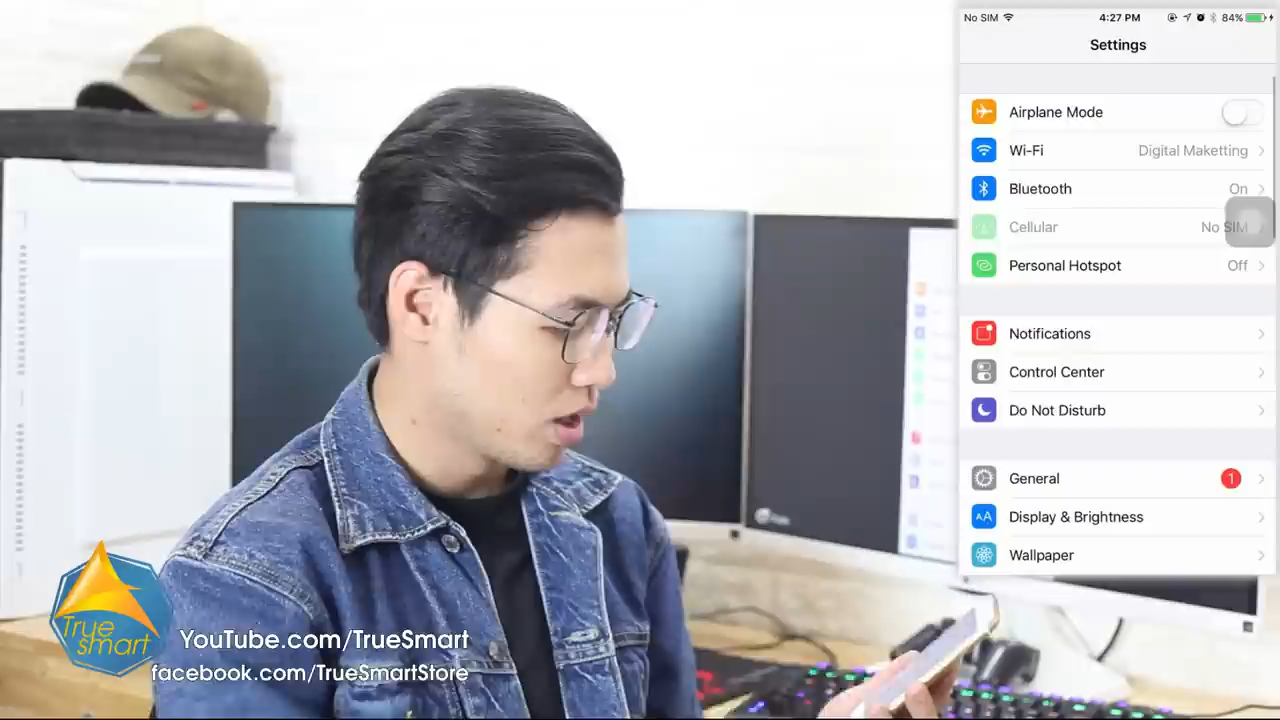 No SIM
4:27 PM
84%
Settings
Airplane Mode
Wi-Fi
Digital Maketting
Bluetooth
On
Cellular
No SIM
Personal Hotspot
Off
Notifications
Control Center
Do Not Disturb
General
1
Display & Brightness
AA
Wallpaper
True
smart
YouTube.com/TrueSmart
facebook.com/TrueSmartStore